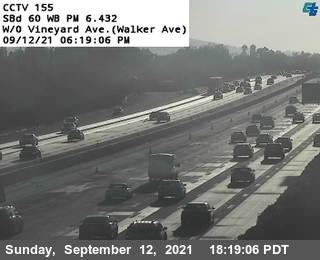 CCTV 155
SBd 60 WB PM 6.432
W/O Vineyard Ave.(Walker Ave)
09/12/21 06:19:06 PM
Sunday, September 12, 2021 18:19:06 PDT